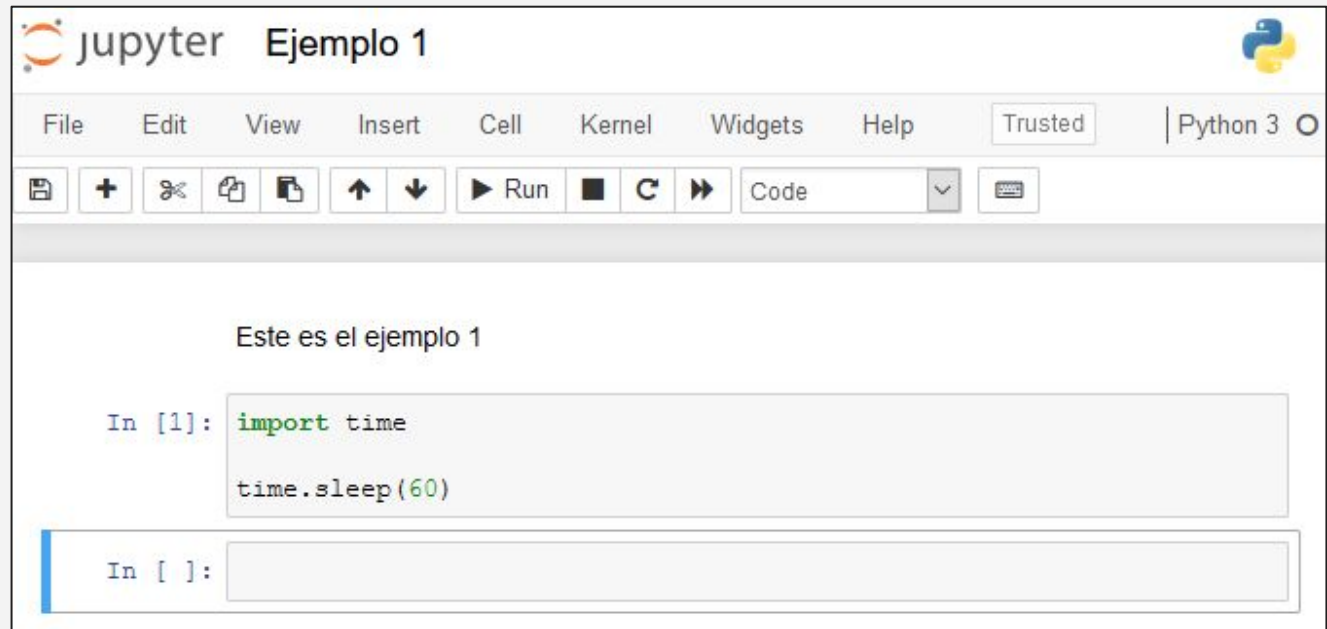 jupyter Ejemplo 1
File Edit View Insert Cell Kernel Widgets Help Trusted Python 3
Run Code
Este es el ejemplo 1
In [1]: import time
time.sleep(60)
In [ ]: